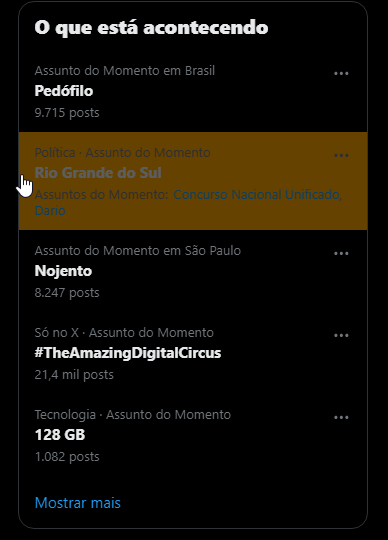 O que está acontecendo
Assunto do Momento em Brasil
Pedófilo
9.715 posts
Política · Assunto do Momento
Rio Grande do Sul
Assuntos do Momento: Concurso Nacional Unificado,
Dario
Assunto do Momento em São Paulo
Nojento
8.247 posts
Só no X · Assunto do Momento
#TheAmazingDigitalCircus
21,4 mil posts
Tecnologia · Assunto do Momento
128 GB
1.082 posts
Mostrar mais